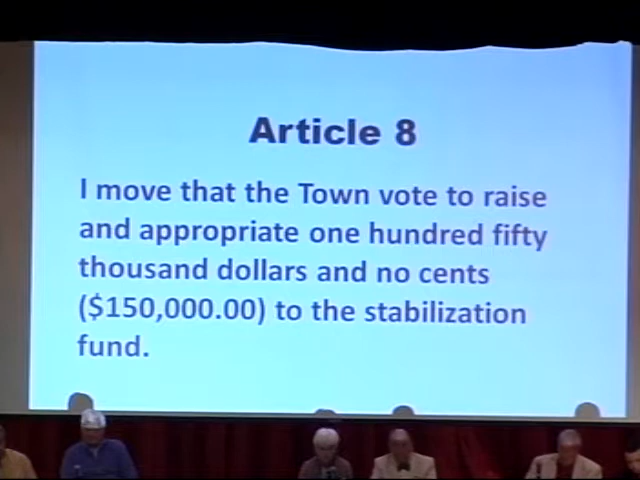 Article 8
I move that the Town vote to raise
and appropriate one hundred fifty
thousand dollars and no cents
($150,000.00) to the stabilization
fund.